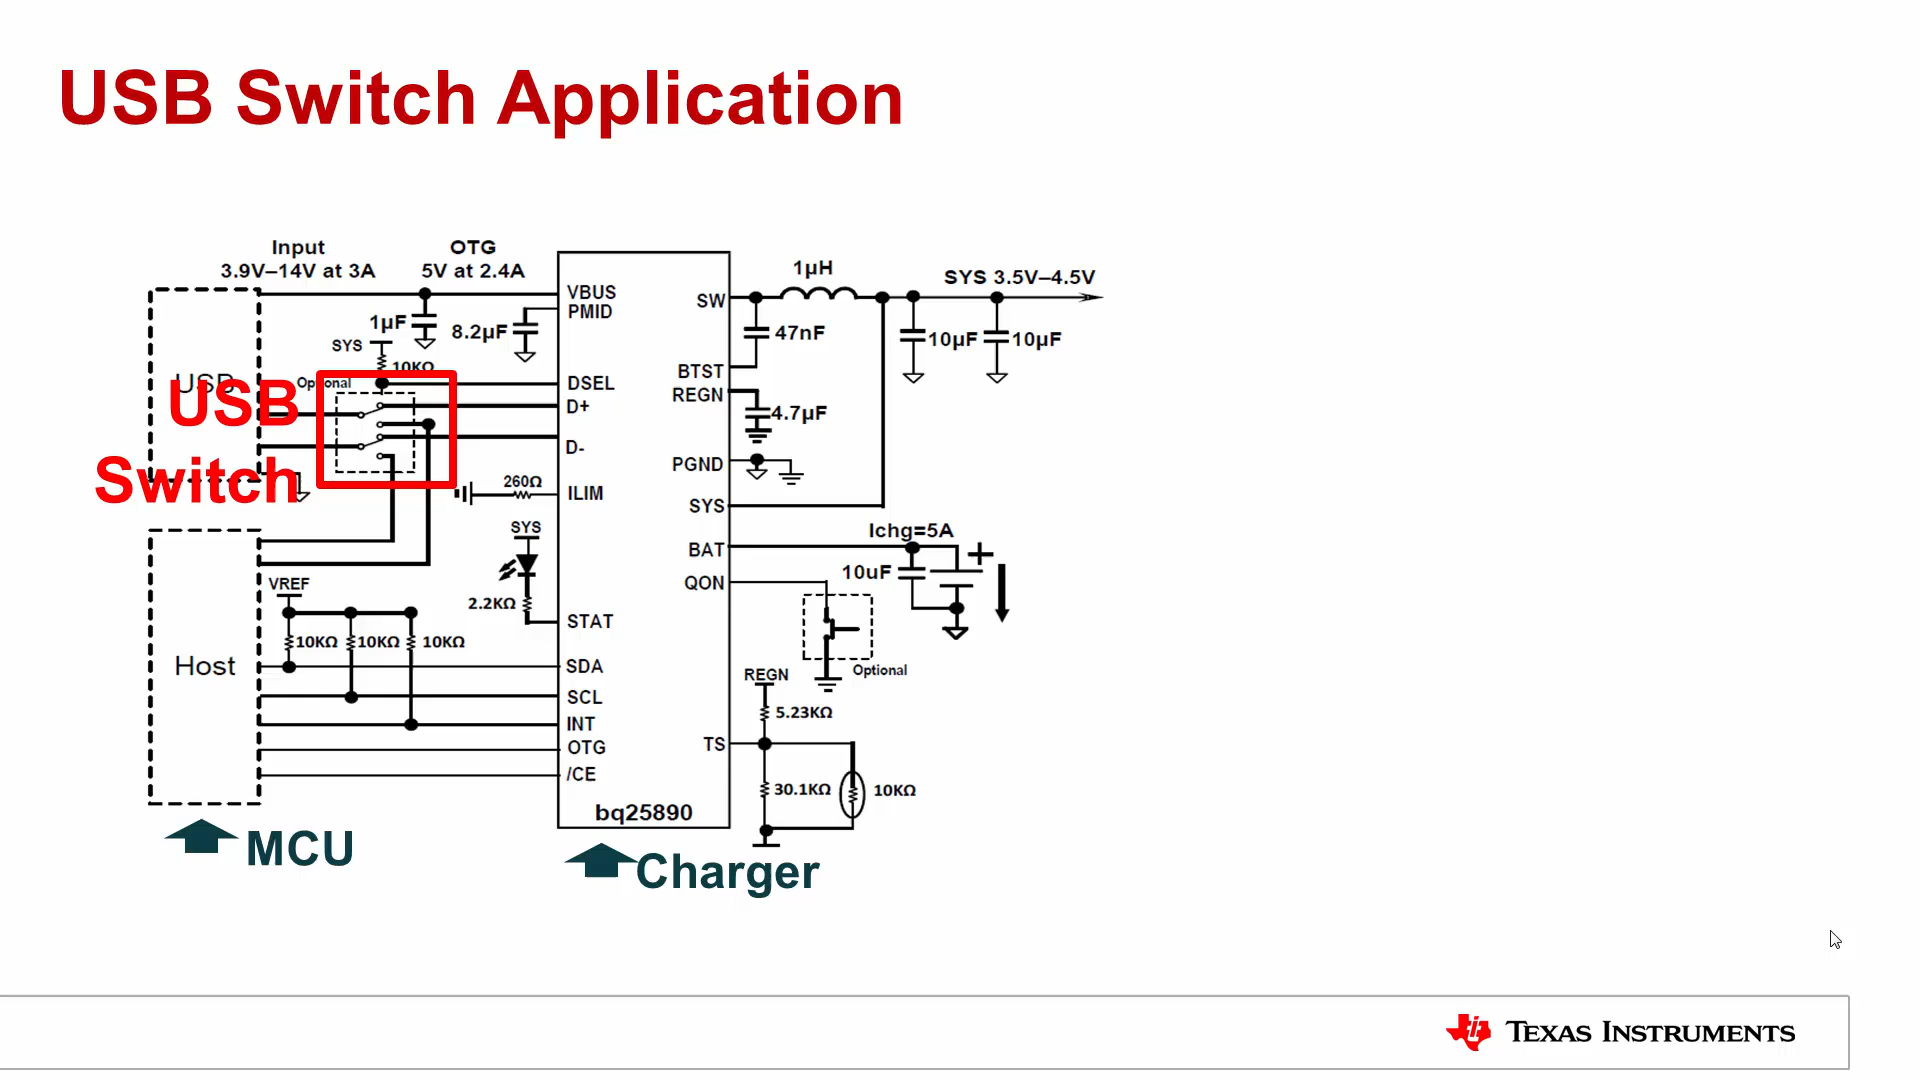 USB Switch Application
Input
3.9V–14V at 3A
OTG
5V at 2.4A
1µF
8.2µF
SYS
10KΩ
Optional
USB
USB
Switch
VBUS
PMID
DSEL
D+
D-
260Ω
ILIM
SYS
2.2KΩ
STAT
VREF
10KΩ
10KΩ
10KΩ
Host
SDA
SCL
INT
OTG
/CE
bq25890
SW
BTST
REGN
PGND
SYS
BAT
QON
TS
1µH
SYS 3.5V–4.5V
47nF
10µF
10µF
4.7µF
Ichg=5A
10uF
+
Optional
REGN
5.23KΩ
30.1KΩ
10KΩ
MCU
Charger
TEXAS INSTRUMENTS